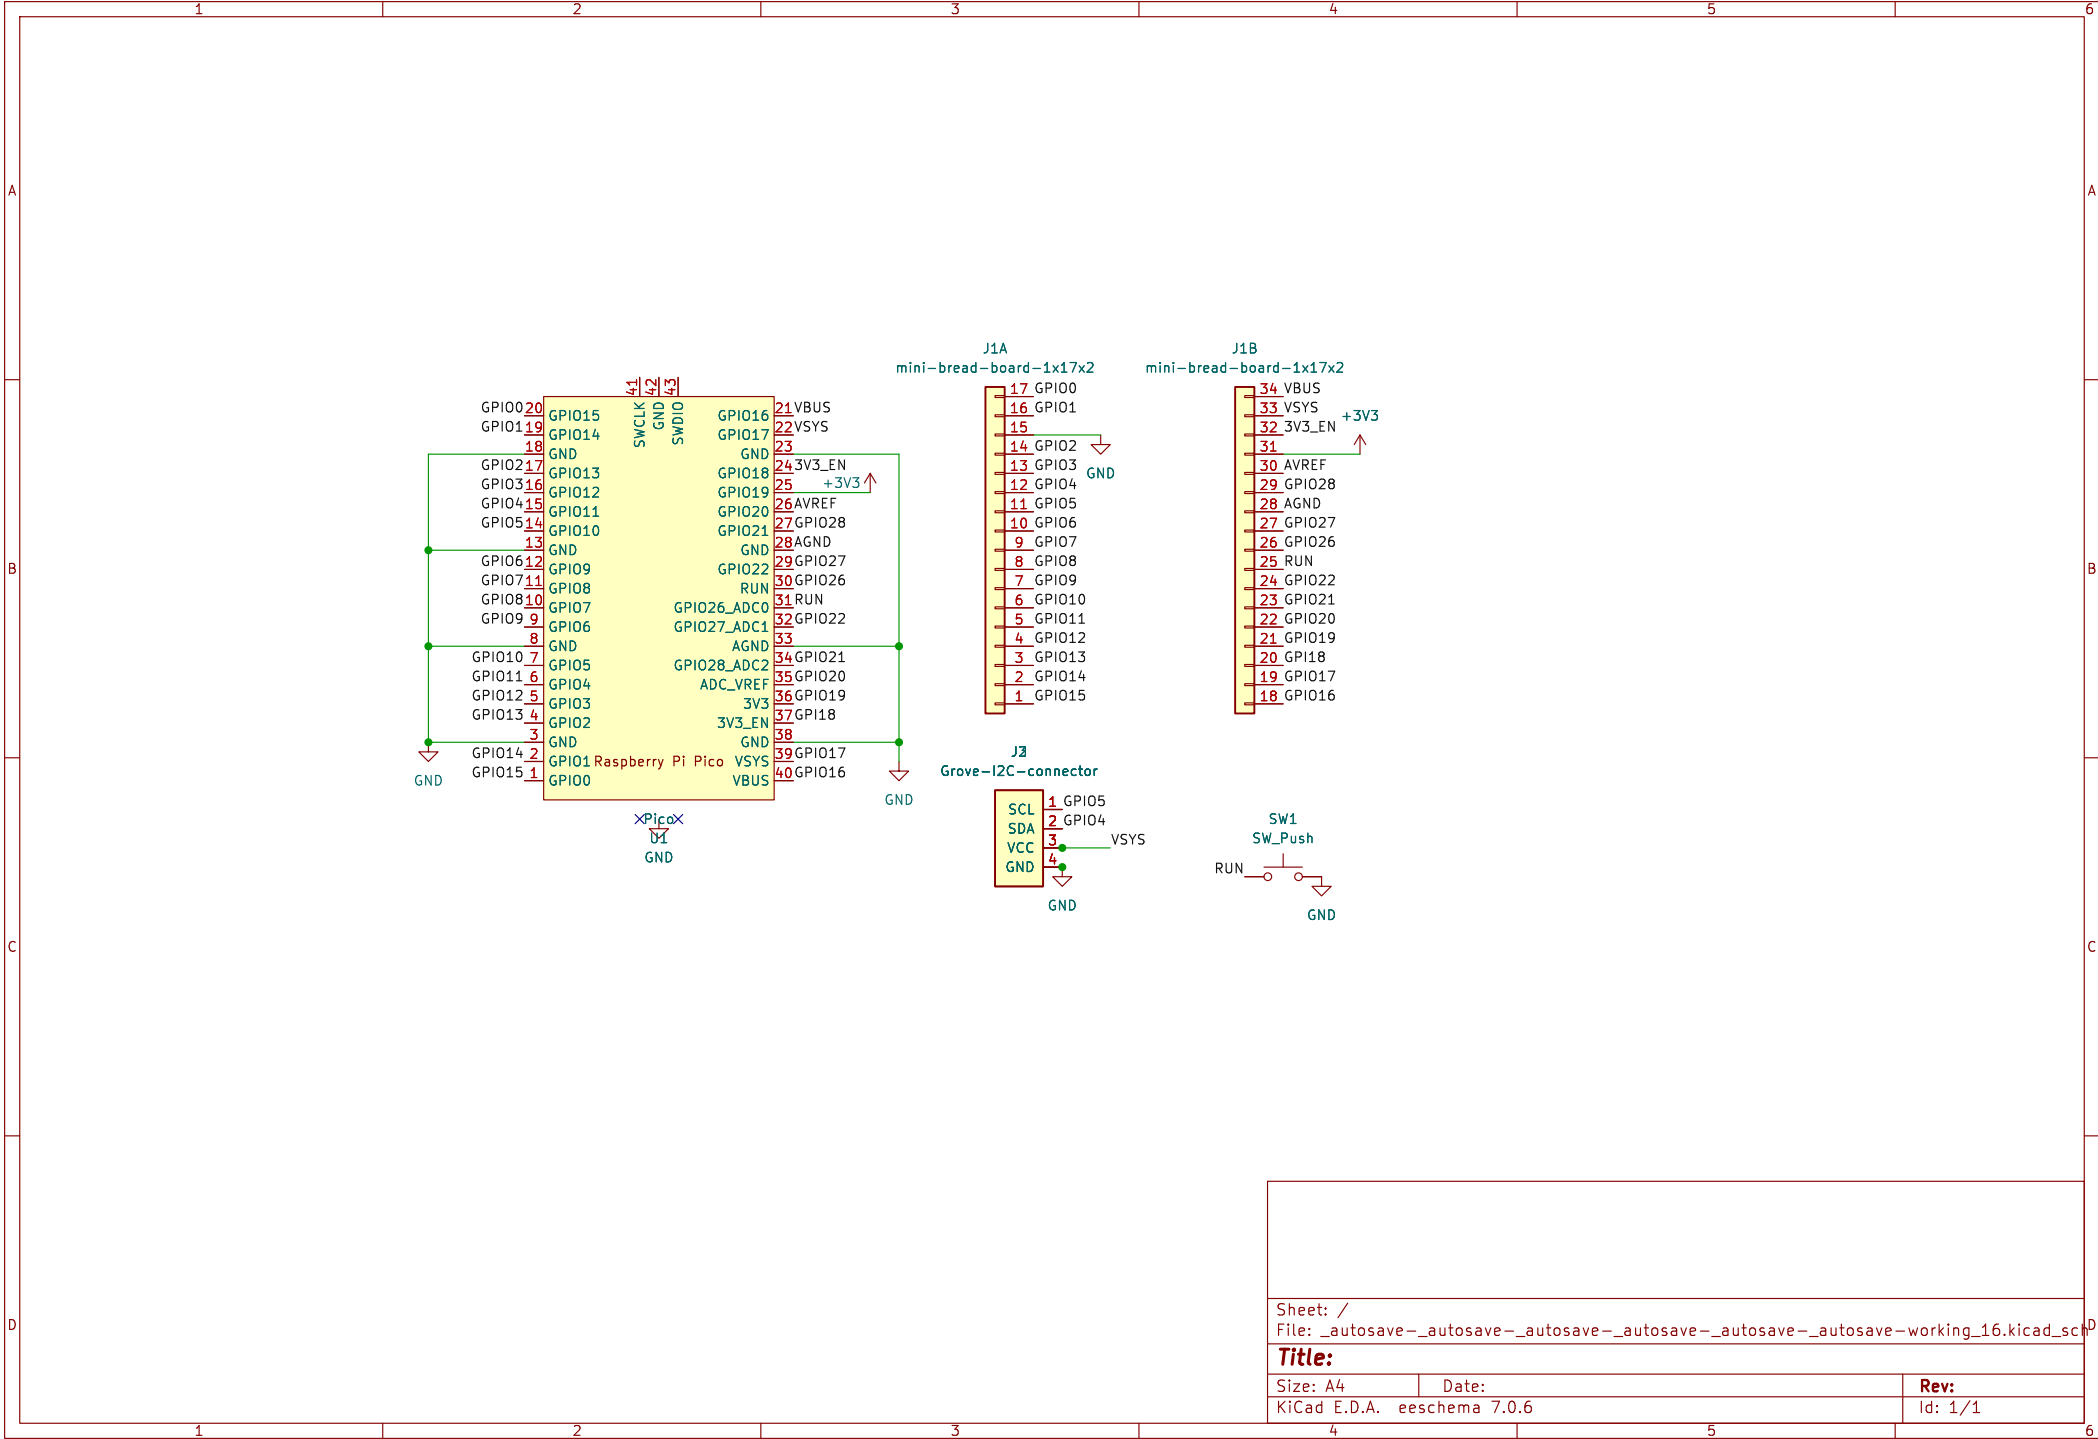 1 2 3 4 5 6
A A
B B
C C
D D
41 42 43
SWCLK GND SWDIO
GPIO0 20 GPIO15 GPIO16 21 VBUS
GPIO1 19 GPIO14 GPIO17 22 VSYS
18 GND GND 23
GPIO2 17 GPIO13 GPIO18 24 3V3_EN
GPIO3 16 GPIO12 GPIO19 25 +3V3
GPIO4 15 GPIO11 GPIO20 26 AVREF
GPIO5 14 GPIO10 GPIO21 27 GPIO28
13 GND GND 28 AGND
GPIO6 12 GPIO9 GPIO22 29 GPIO27
GPIO7 11 GPIO8 RUN 30 GPIO26
GPIO8 10 GPIO7 GPIO26_ADC0 31 RUN
GPIO9 9 GPIO6 GPIO27_ADC1 32 GPIO22
8 GND AGND 33
GPIO10 7 GPIO5 GPIO28_ADC2 34 GPIO21
GPIO11 6 GPIO4 ADC_VREF 35 GPIO20
GPIO12 5 GPIO3 3V3 36 GPIO19
GPIO13 4 GPIO2 3V3_EN 37 GPI18
3 GND GND 38
GPIO14 2 GPIO1 Raspberry Pi Pico VSYS 39 GPIO17
GPIO15 1 GPIO0 VBUS 40 GPIO16
GND
GND
Pico
U1
GND
J1A
mini-bread-board-1x17x2
17 GPIO0
16 GPIO1
15
14 GPIO2
GND
13 GPIO3
12 GPIO4
11 GPIO5
10 GPIO6
9 GPIO7
8 GPIO8
7 GPIO9
6 GPIO10
5 GPIO11
4 GPIO12
3 GPIO13
2 GPIO14
1 GPIO15
J1B
mini-bread-board-1x17x2
34 VBUS
33 VSYS
+3V3
32 3V3_EN
31
30 AVREF
29 GPIO28
28 AGND
27 GPIO27
26 GPIO26
25 RUN
24 GPIO22
23 GPIO21
22 GPIO20
21 GPIO19
20 GPI18
19 GPIO17
18 GPIO16
Grove-I2C-connector
SCL 1 GPIO5
SDA 2 GPIO4
VCC 3 VSYS
GND 4
GND
SW1
SW_Push
RUN
GND
Sheet: /
File: _autosave-_autosave-_autosave-_autosave-_autosave-_autosave-working_16.kicad_sch
Title:
Size: A4 Date: Rev:
KiCad E.D.A. eeschema 7.0.6 Id: 1/1
1 2 3 4 5 6